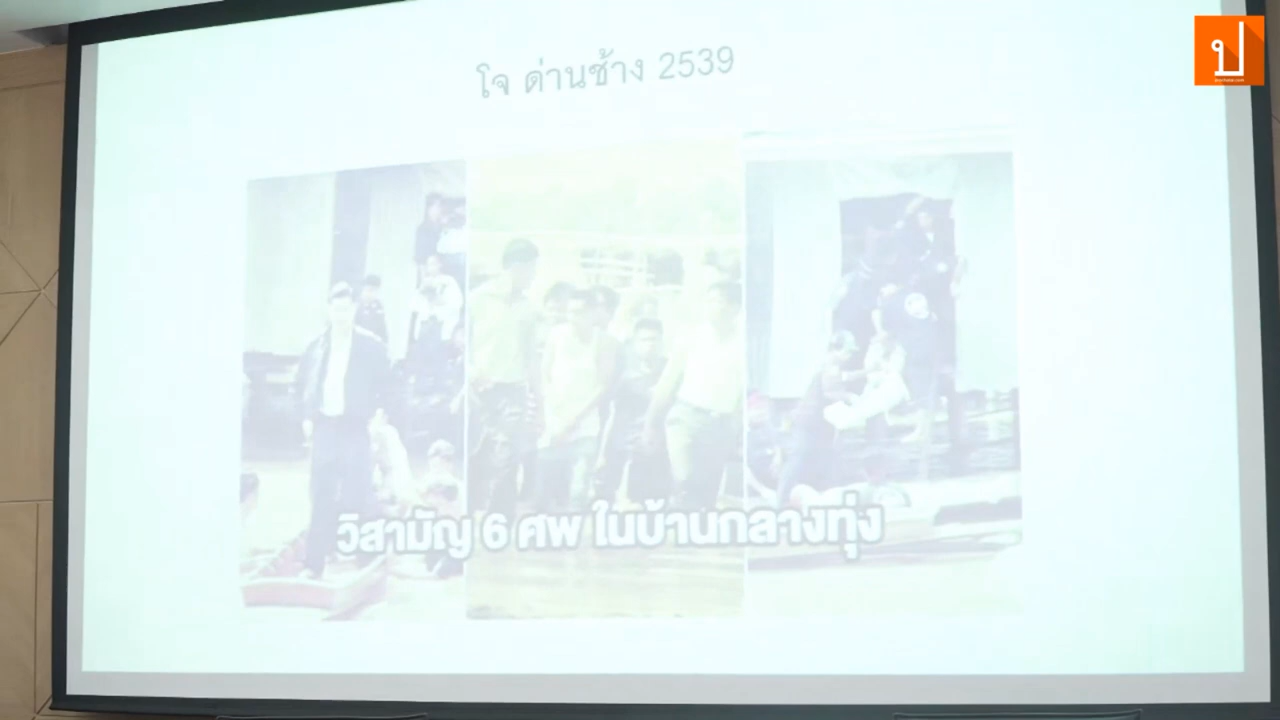 โจ ด่านช้าง 2539
ป
วิสามัญ 6 ศพ ในบ้านกลางทุ่ง